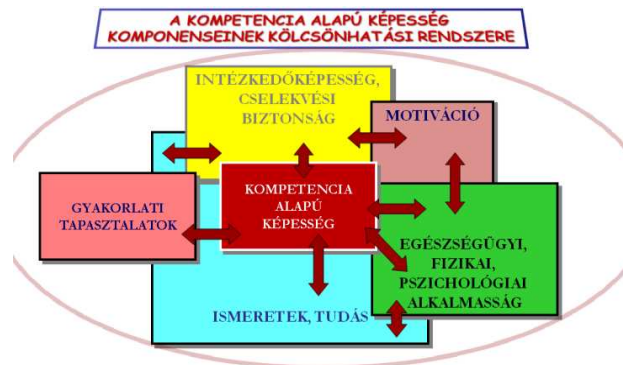 A KOMPETENCIA ALAPÚ KÉPESSÉG
KOMPONENSEINEK KÖLCSÖNHATÁSI RENDSZERE
INTÉZKEDŐKÉPESSÉG,
CSELEKVÉSI
BIZTONSÁG
MOTIVÁCIÓ
GYAKORLATI
TAPASZTALATOK
KOMPETENCIA
ALAPÚ
KÉPESSÉG
EGÉSZSÉGÜGYI,
FIZIKAI,
PSZICHOLÓGIAI
ALKALMASSÁG
ISMERETEK, TUDÁS